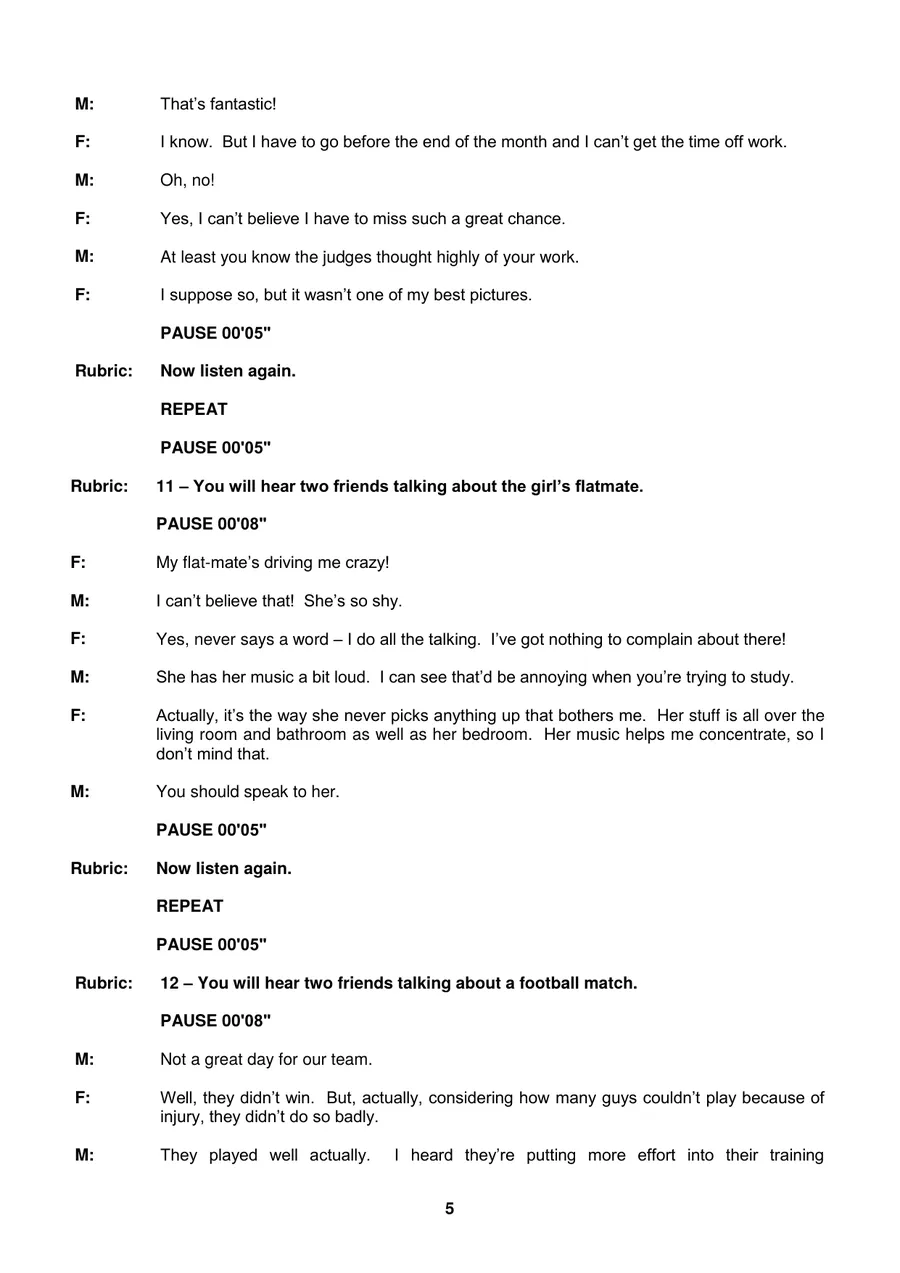 M: That’s fantastic!
F: I know.  But I have to go before the end of the month and I can’t get the time off work.
M: Oh, no!
F: Yes, I can’t believe I have to miss such a great chance.
M: At least you know the judges thought highly of your work.
F: I suppose so, but it wasn’t one of my best pictures.
PAUSE 00'05"
Rubric: Now listen again.
REPEAT
PAUSE 00'05"
Rubric: 11 – You will hear two friends talking about the girl’s flatmate.
PAUSE 00'08"
F: My flat-mate’s driving me crazy!
M: I can’t believe that!  She’s so shy.
F: Yes, never says a word – I do all the talking.  I’ve got nothing to complain about there!
M: She has her music a bit loud.  I can see that’d be annoying when you’re trying to study.
F: Actually, it’s the way she never picks anything up that bothers me.  Her stuff is all over the
living room and bathroom as well as her bedroom.  Her music helps me concentrate, so I
don’t mind that.
M: You should speak to her.
PAUSE 00'05"
Rubric: Now listen again.
REPEAT
PAUSE 00'05"
Rubric: 12 – You will hear two friends talking about a football match.
PAUSE 00'08"
M: Not a great day for our team.
F: Well, they didn’t win.  But, actually, considering how many guys couldn’t play because of
injury, they didn’t do so badly.
M: They played well actually.  I heard they’re putting more effort into their training
5